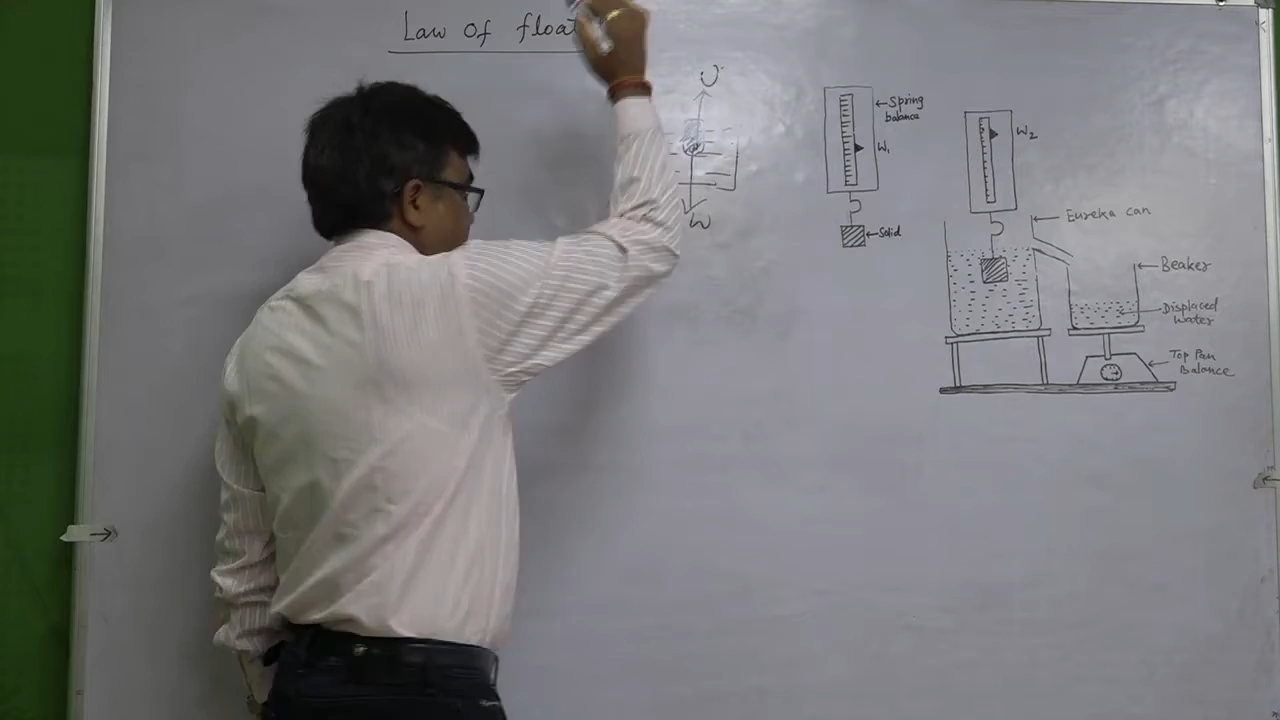 Law of float
U
W
Spring
balance
W₁
Solid
W₂
Eureka can
Beaker
Displaced
water
Top Pan
Balance